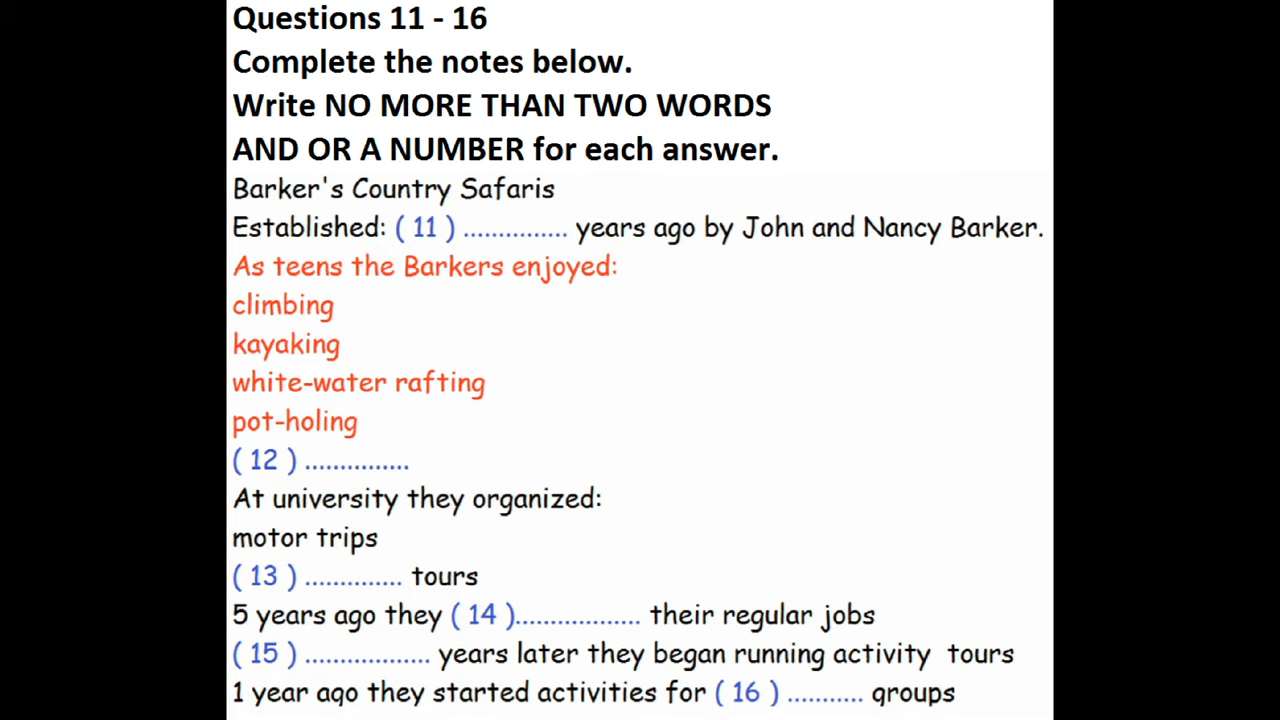 Questions 11 - 16
Complete the notes below.
Write NO MORE THAN TWO WORDS
AND OR A NUMBER for each answer.
Barker's Country Safaris
Established: ( 11 ) ............... years ago by John and Nancy Barker.
As teens the Barkers enjoyed:
climbing
kayaking
white-water rafting
pot-holing
( 12 ) ...............
At university they organized:
motor trips
( 13 ) .............. tours
5 years ago they ( 14 ).................. their regular jobs
( 15 ) .................. years later they began running activity tours
1 year ago they started activities for ( 16 ) ........... groups